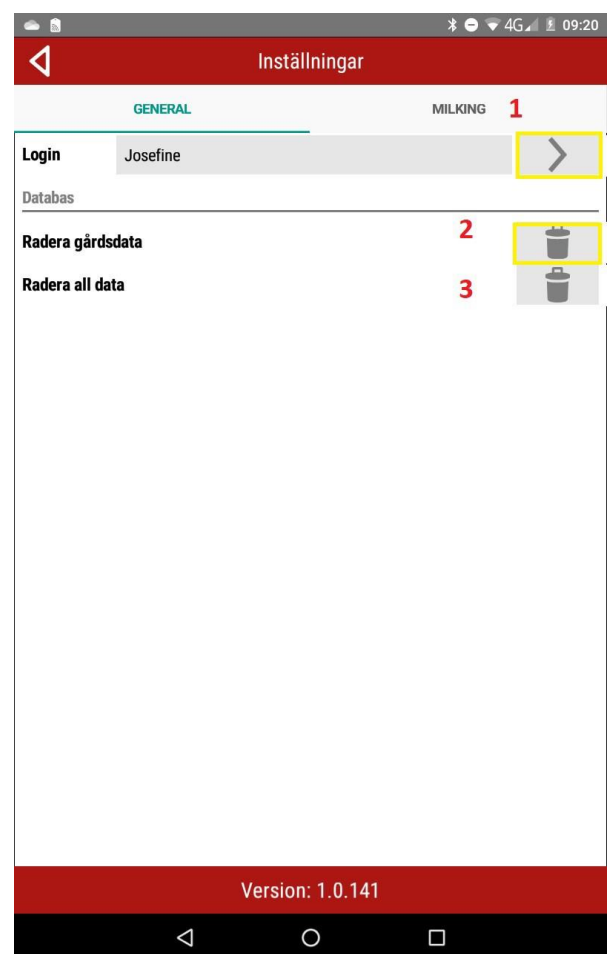 4G 09:20
Inställningar
GENERAL MILKING 1
Login Josefine
Databas
Radera gårdsdata 2
Radera all data 3
Version: 1.0.141